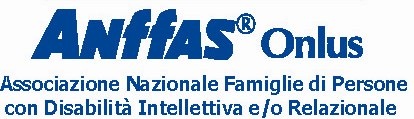 ANFFAS® Onlus
Associazione Nazionale Famiglie di Persone
con Disabilità Intellettiva e/o Relazionale